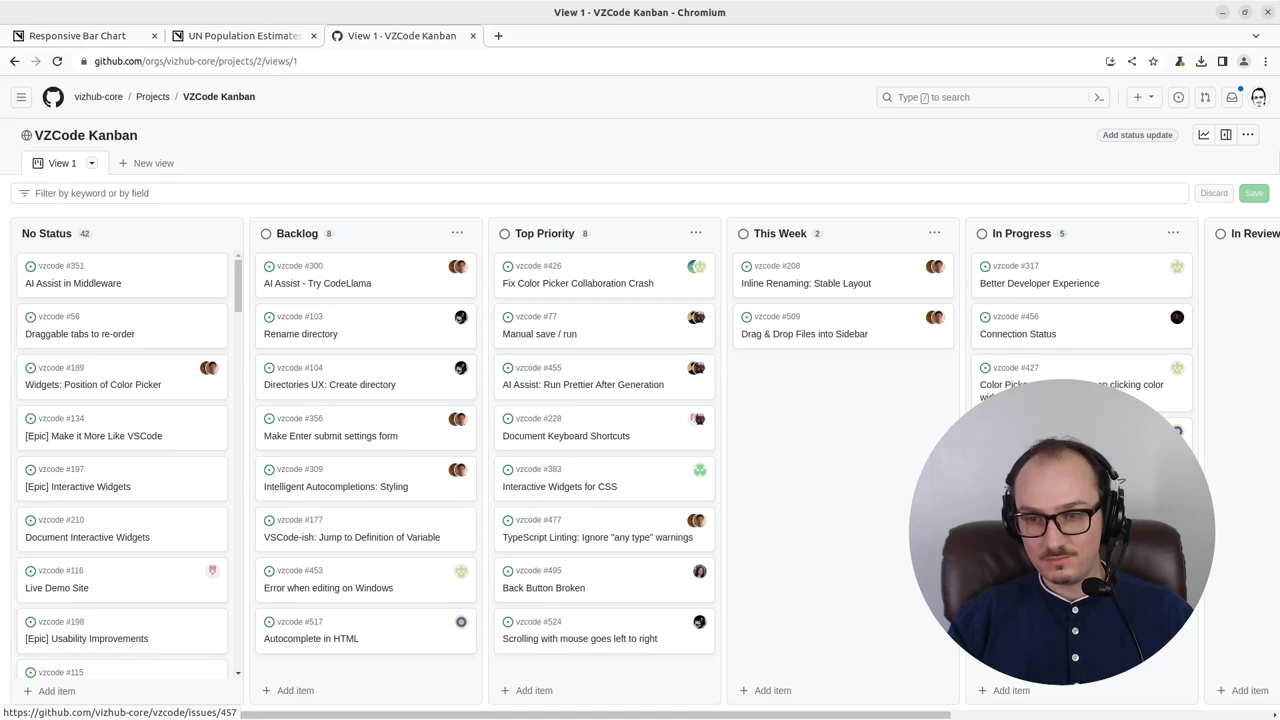 View 1 · VZCode Kanban - Chromium
Responsive Bar Chart
UN Population Estimates
View 1 · VZCode Kanban
github.com/orgs/vizhub-core/projects/2/views/1
vizhub-core / Projects / VZCode Kanban
Type / to search
VZCode Kanban
Add status update
View 1
New view
Filter by keyword or by field
Discard
Save
No Status 42
vzcode #351
AI Assist in Middleware
vzcode #56
Draggable tabs to re-order
vzcode #189
Widgets: Position of Color Picker
vzcode #134
[Epic] Make it More Like VSCode
vzcode #197
[Epic] Interactive Widgets
vzcode #210
Document Interactive Widgets
vzcode #116
Live Demo Site
vzcode #198
[Epic] Usability Improvements
vzcode #115
Add item
Backlog 8
vzcode #300
AI Assist - Try CodeLlama
vzcode #103
Rename directory
vzcode #104
Directories UX: Create directory
vzcode #356
Make Enter submit settings form
vzcode #309
Intelligent Autocompletions: Styling
vzcode #177
VSCode-ish: Jump to Definition of Variable
vzcode #453
Error when editing on Windows
vzcode #517
Autocomplete in HTML
Add item
Top Priority 8
vzcode #426
Fix Color Picker Collaboration Crash
vzcode #77
Manual save / run
vzcode #455
AI Assist: Run Prettier After Generation
vzcode #228
Document Keyboard Shortcuts
vzcode #383
Interactive Widgets for CSS
vzcode #477
TypeScript Linting: Ignore "any type" warnings
vzcode #495
Back Button Broken
vzcode #524
Scrolling with mouse goes left to right
Add item
This Week 2
vzcode #208
Inline Renaming: Stable Layout
vzcode #509
Drag & Drop Files into Sidebar
Add item
In Progress 5
vzcode #317
Better Developer Experience
vzcode #456
Connection Status
vzcode #427
Color clicking color
Add item
In Review
Add item
https://github.com/vizhub-core/vzcode/issues/457